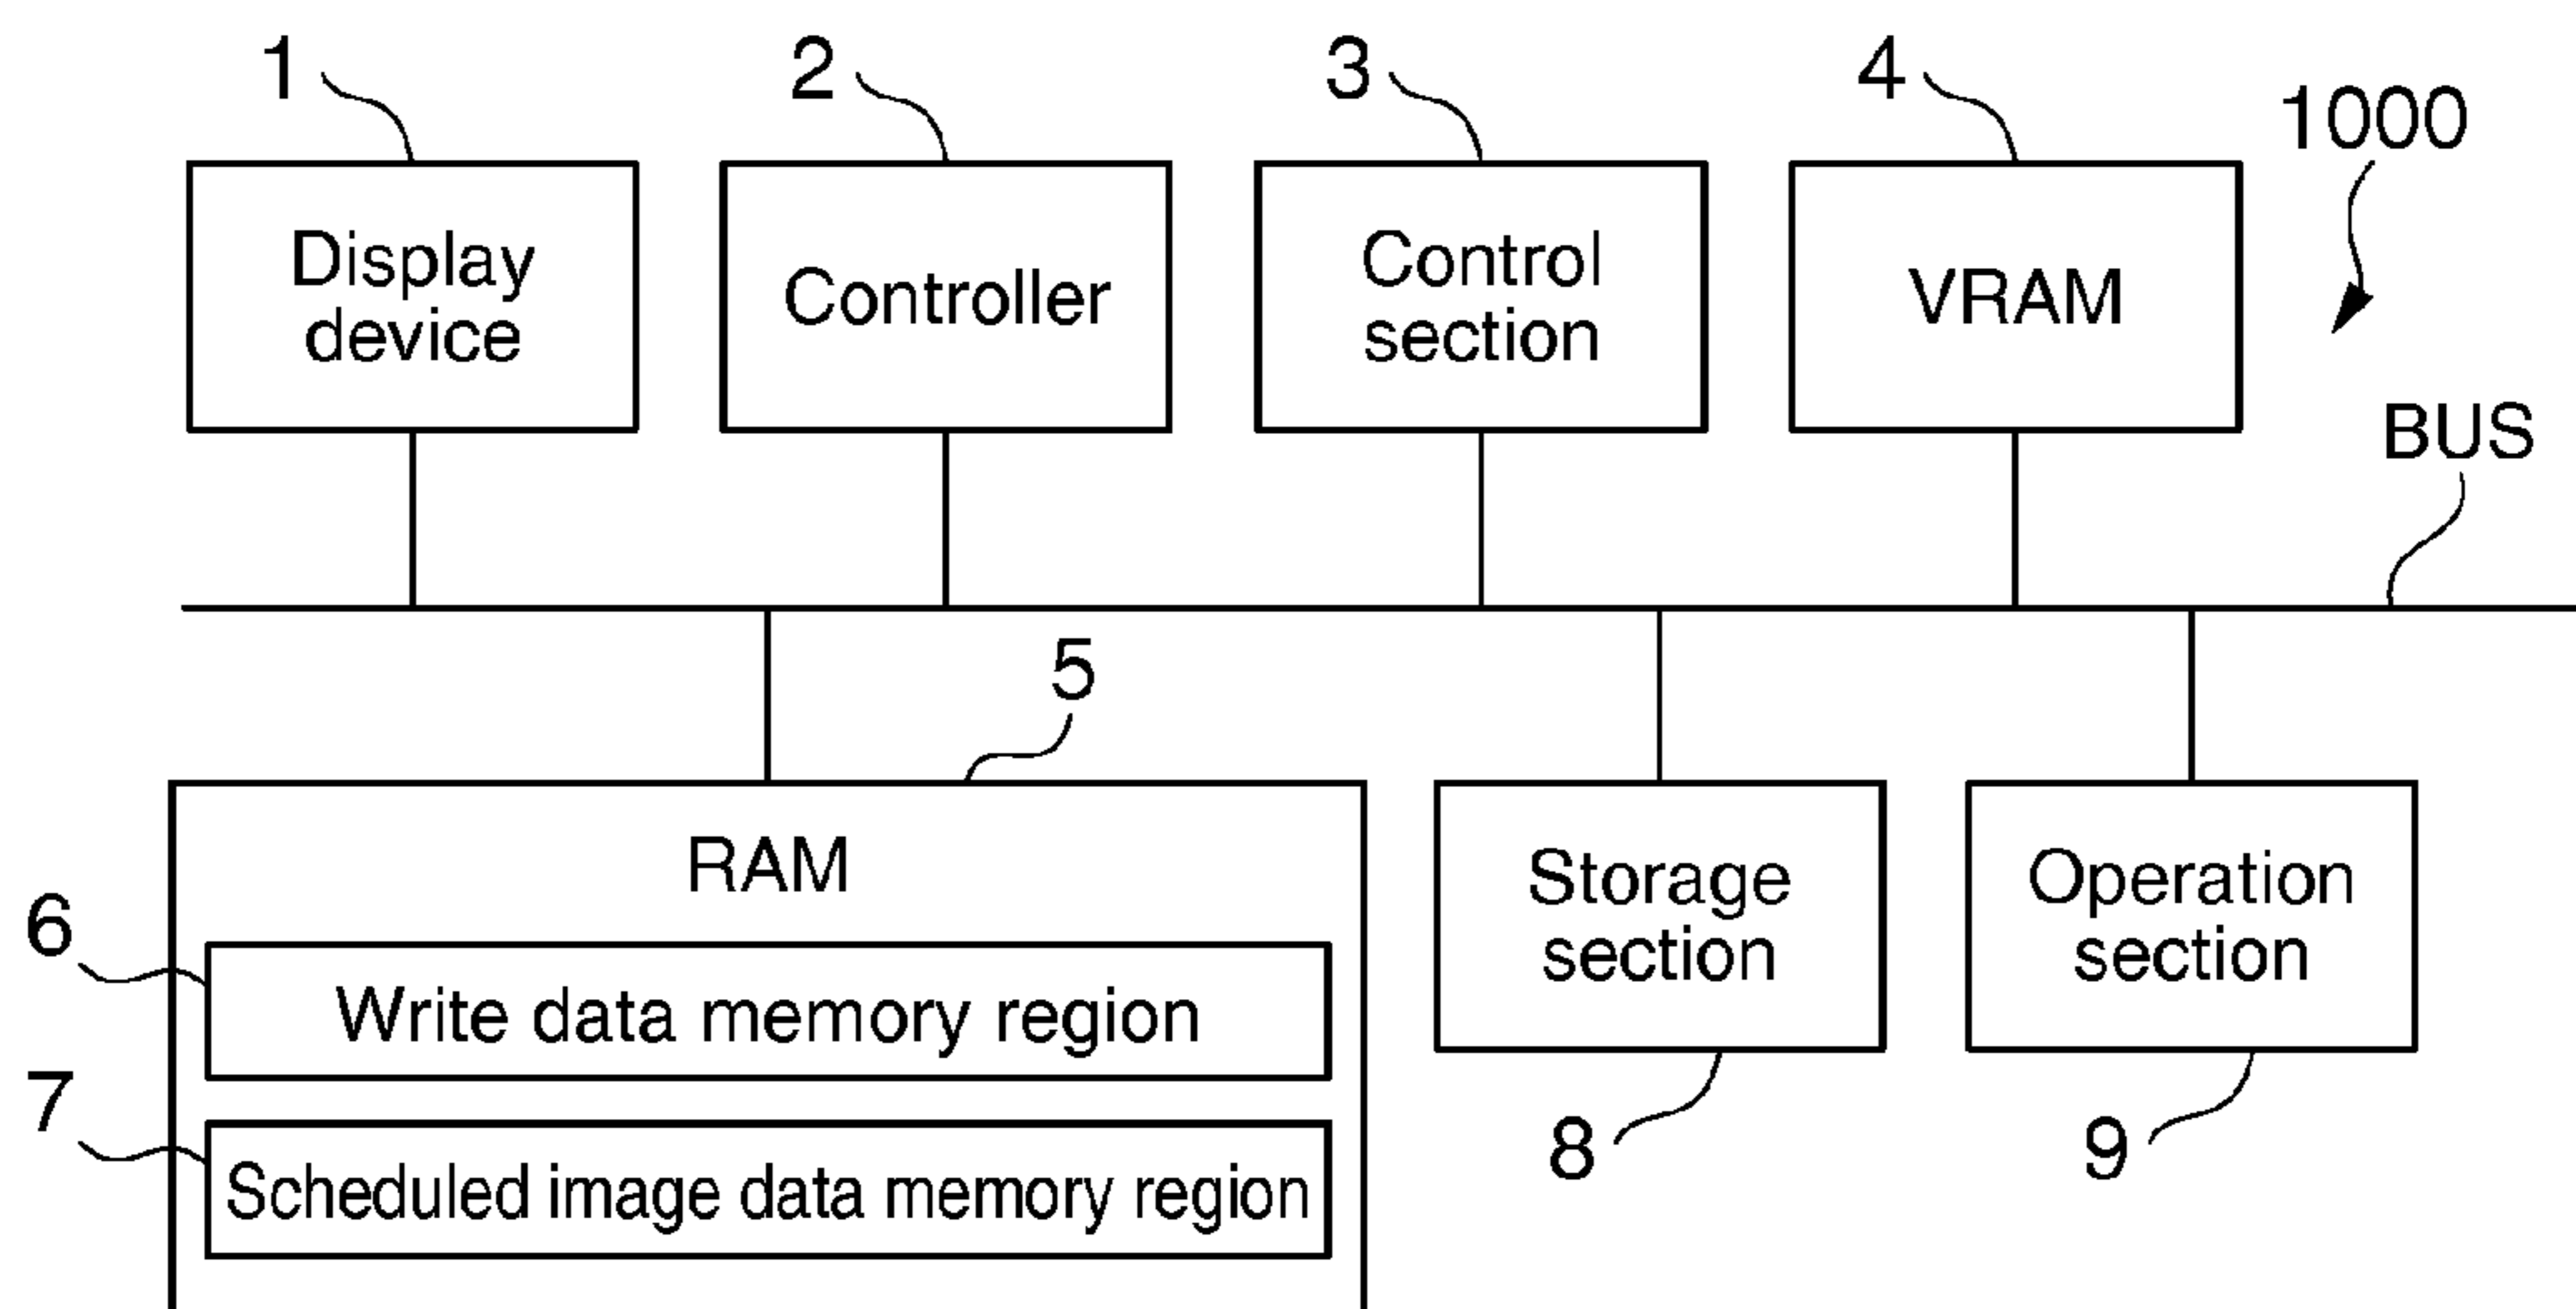 1
2
3
4
1000
Display
device
Controller
Control
section
VRAM
BUS
5
RAM
6
Write data memory region
7
Scheduled image data memory region
Storage
section
8
Operation
section
9